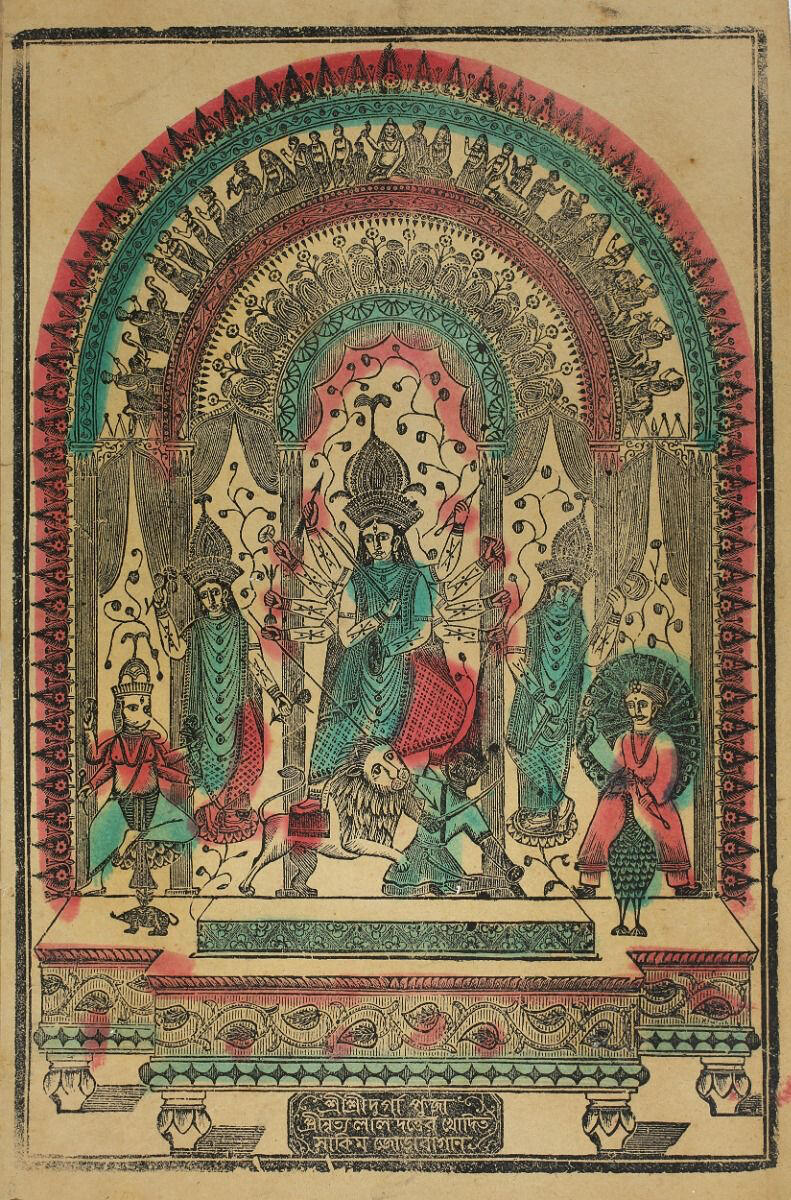 শ্রীশ্রীদুর্গা পূজা
শ্রীনৃত্য লাল দত্তের খোদিত
সাকিম জোড়াবাগান